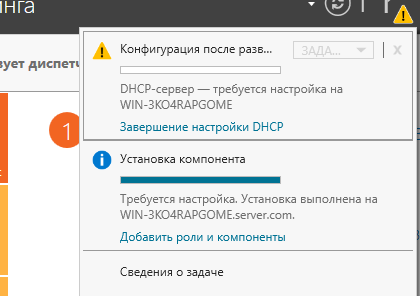 нга
вует диспетч
1
Конфигурация после разв...
ЗАДА...
X
DHCP-сервер — требуется настройка на
WIN-3KO4RAPGOME
Завершение настройки DHCP
Установка компонента
Требуется настройка. Установка выполнена на
WIN-3KO4RAPGOME.server.com.
Добавить роли и компоненты
Сведения о задаче